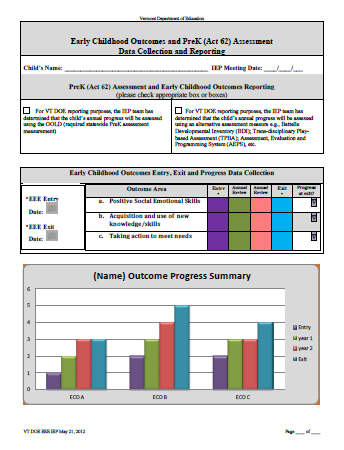 Vermont Department of Education
Early Childhood Outcomes and PreK (Act 62) Assessment
Data Collection and Reporting
Child's Name: ______ IEP Meeting Date: ___/___/___
PreK (Act 62) Assessment and Early Childhood Outcomes Reporting
(please check appropriate box or boxes)
For VT DOE reporting purposes, the IEP team has
determined that the child's annual progress will be assessed
using the GOLD (required statewide PreK assessment
measurement)
For VT DOE reporting purposes, the IEP team has
determined that the child's annual progress will be assessed
using an alternative assessment measure e.g., Battelle
Developmental Inventory (BDI); Trans-disciplinary Play-
based Assessment (TPBA); Assessment, Evaluation and
Programming System (AEPS), etc.
Early Childhood Outcomes Entry, Exit and Progress Data Collection
*EEE Entry
Date:
*EEE Exit
Date:
Outcome Area
Entry
*
Annual
Review
Annual
Review
Exit
*
Progress
at exit?
a. Positive Social Emotional Skills
b. Acquisition and use of new
knowledge/skills
c. Taking action to meet needs
(Name) Outcome Progress Summary
6
5
4
3
2
1
0
ECO A
ECO B
ECO C
Entry
year 1
year 2
Exit
VT DOE EEE IEP May 21, 2012
Page ___ of ___